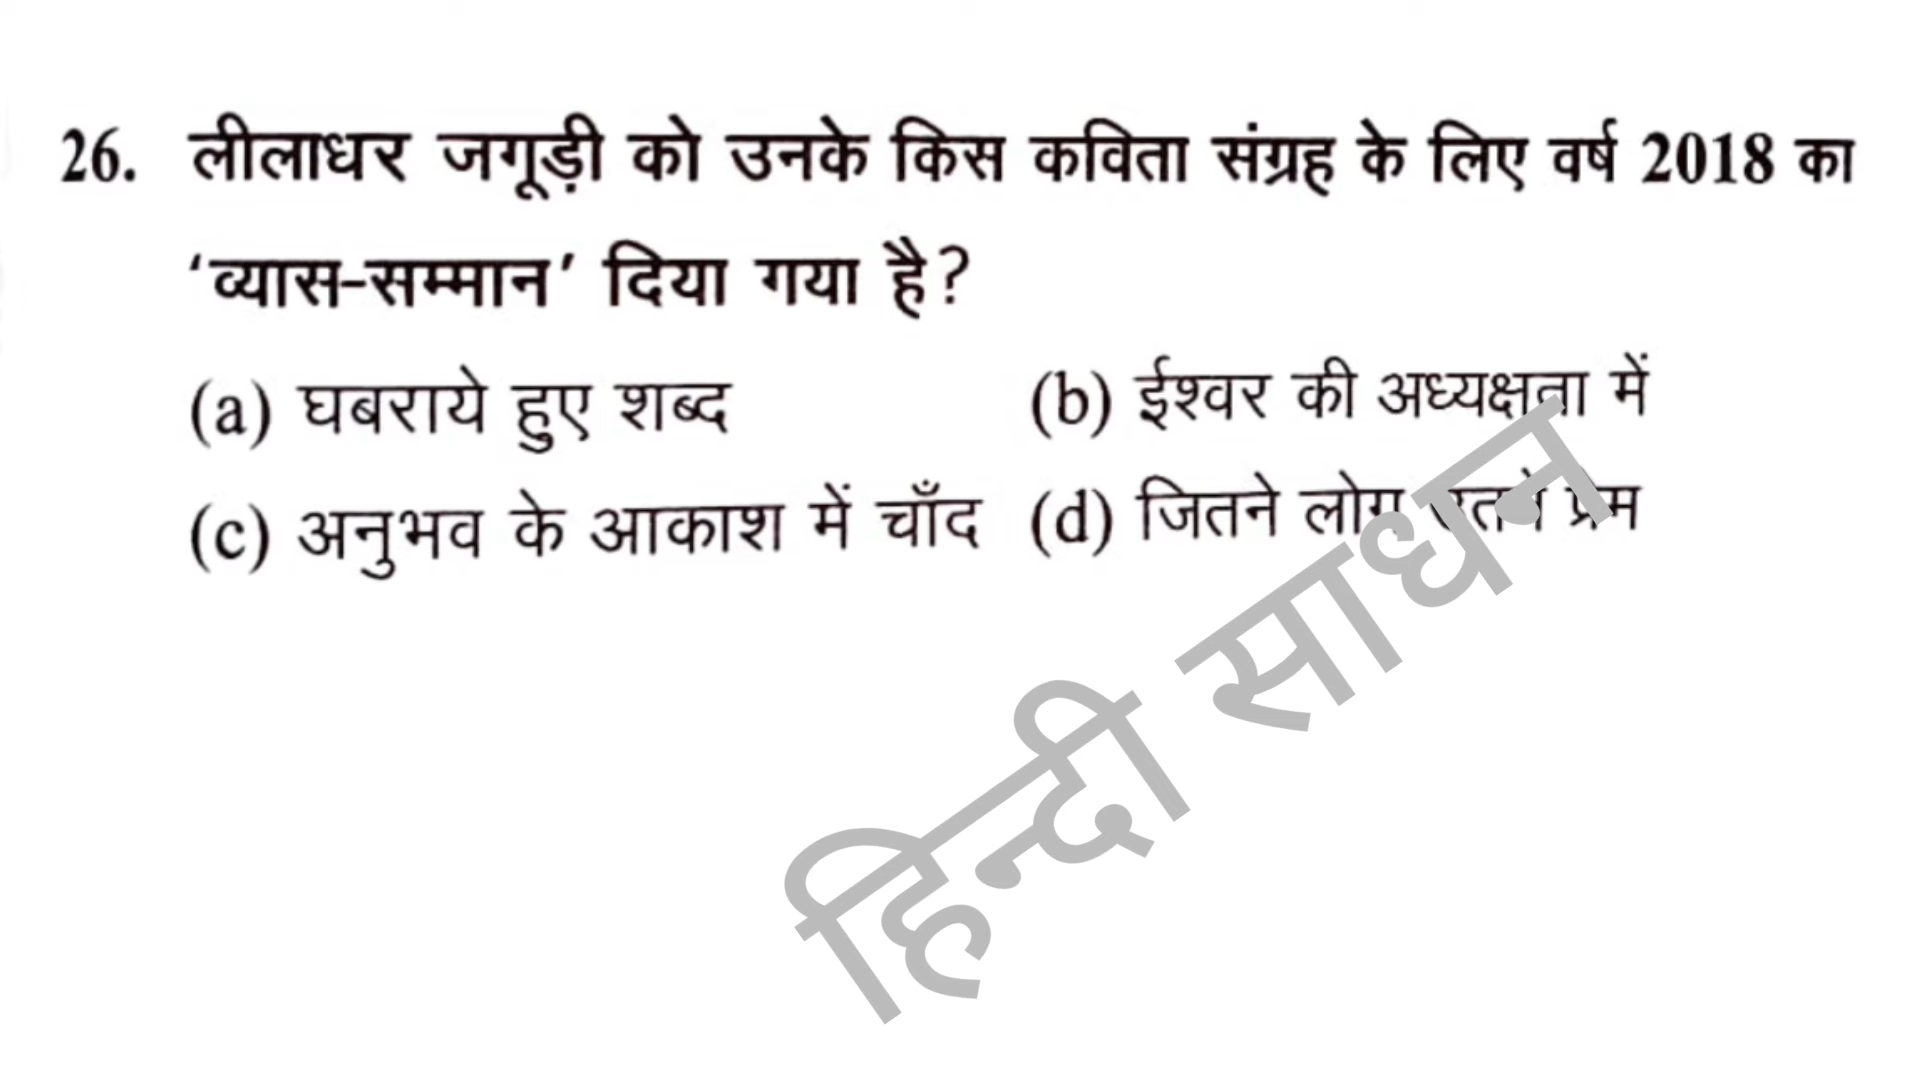 26. लीलाधर जगूड़ी को उनके किस कविता संग्रह के लिए वर्ष 2018 का
‘व्यास-सम्मान’ दिया गया है?
(a) घबराये हुए शब्द (b) ईश्वर की अध्यक्षता में
(c) अनुभव के आकाश में चाँद (d) जितने लोग प्रेम
हिन्दी साधन